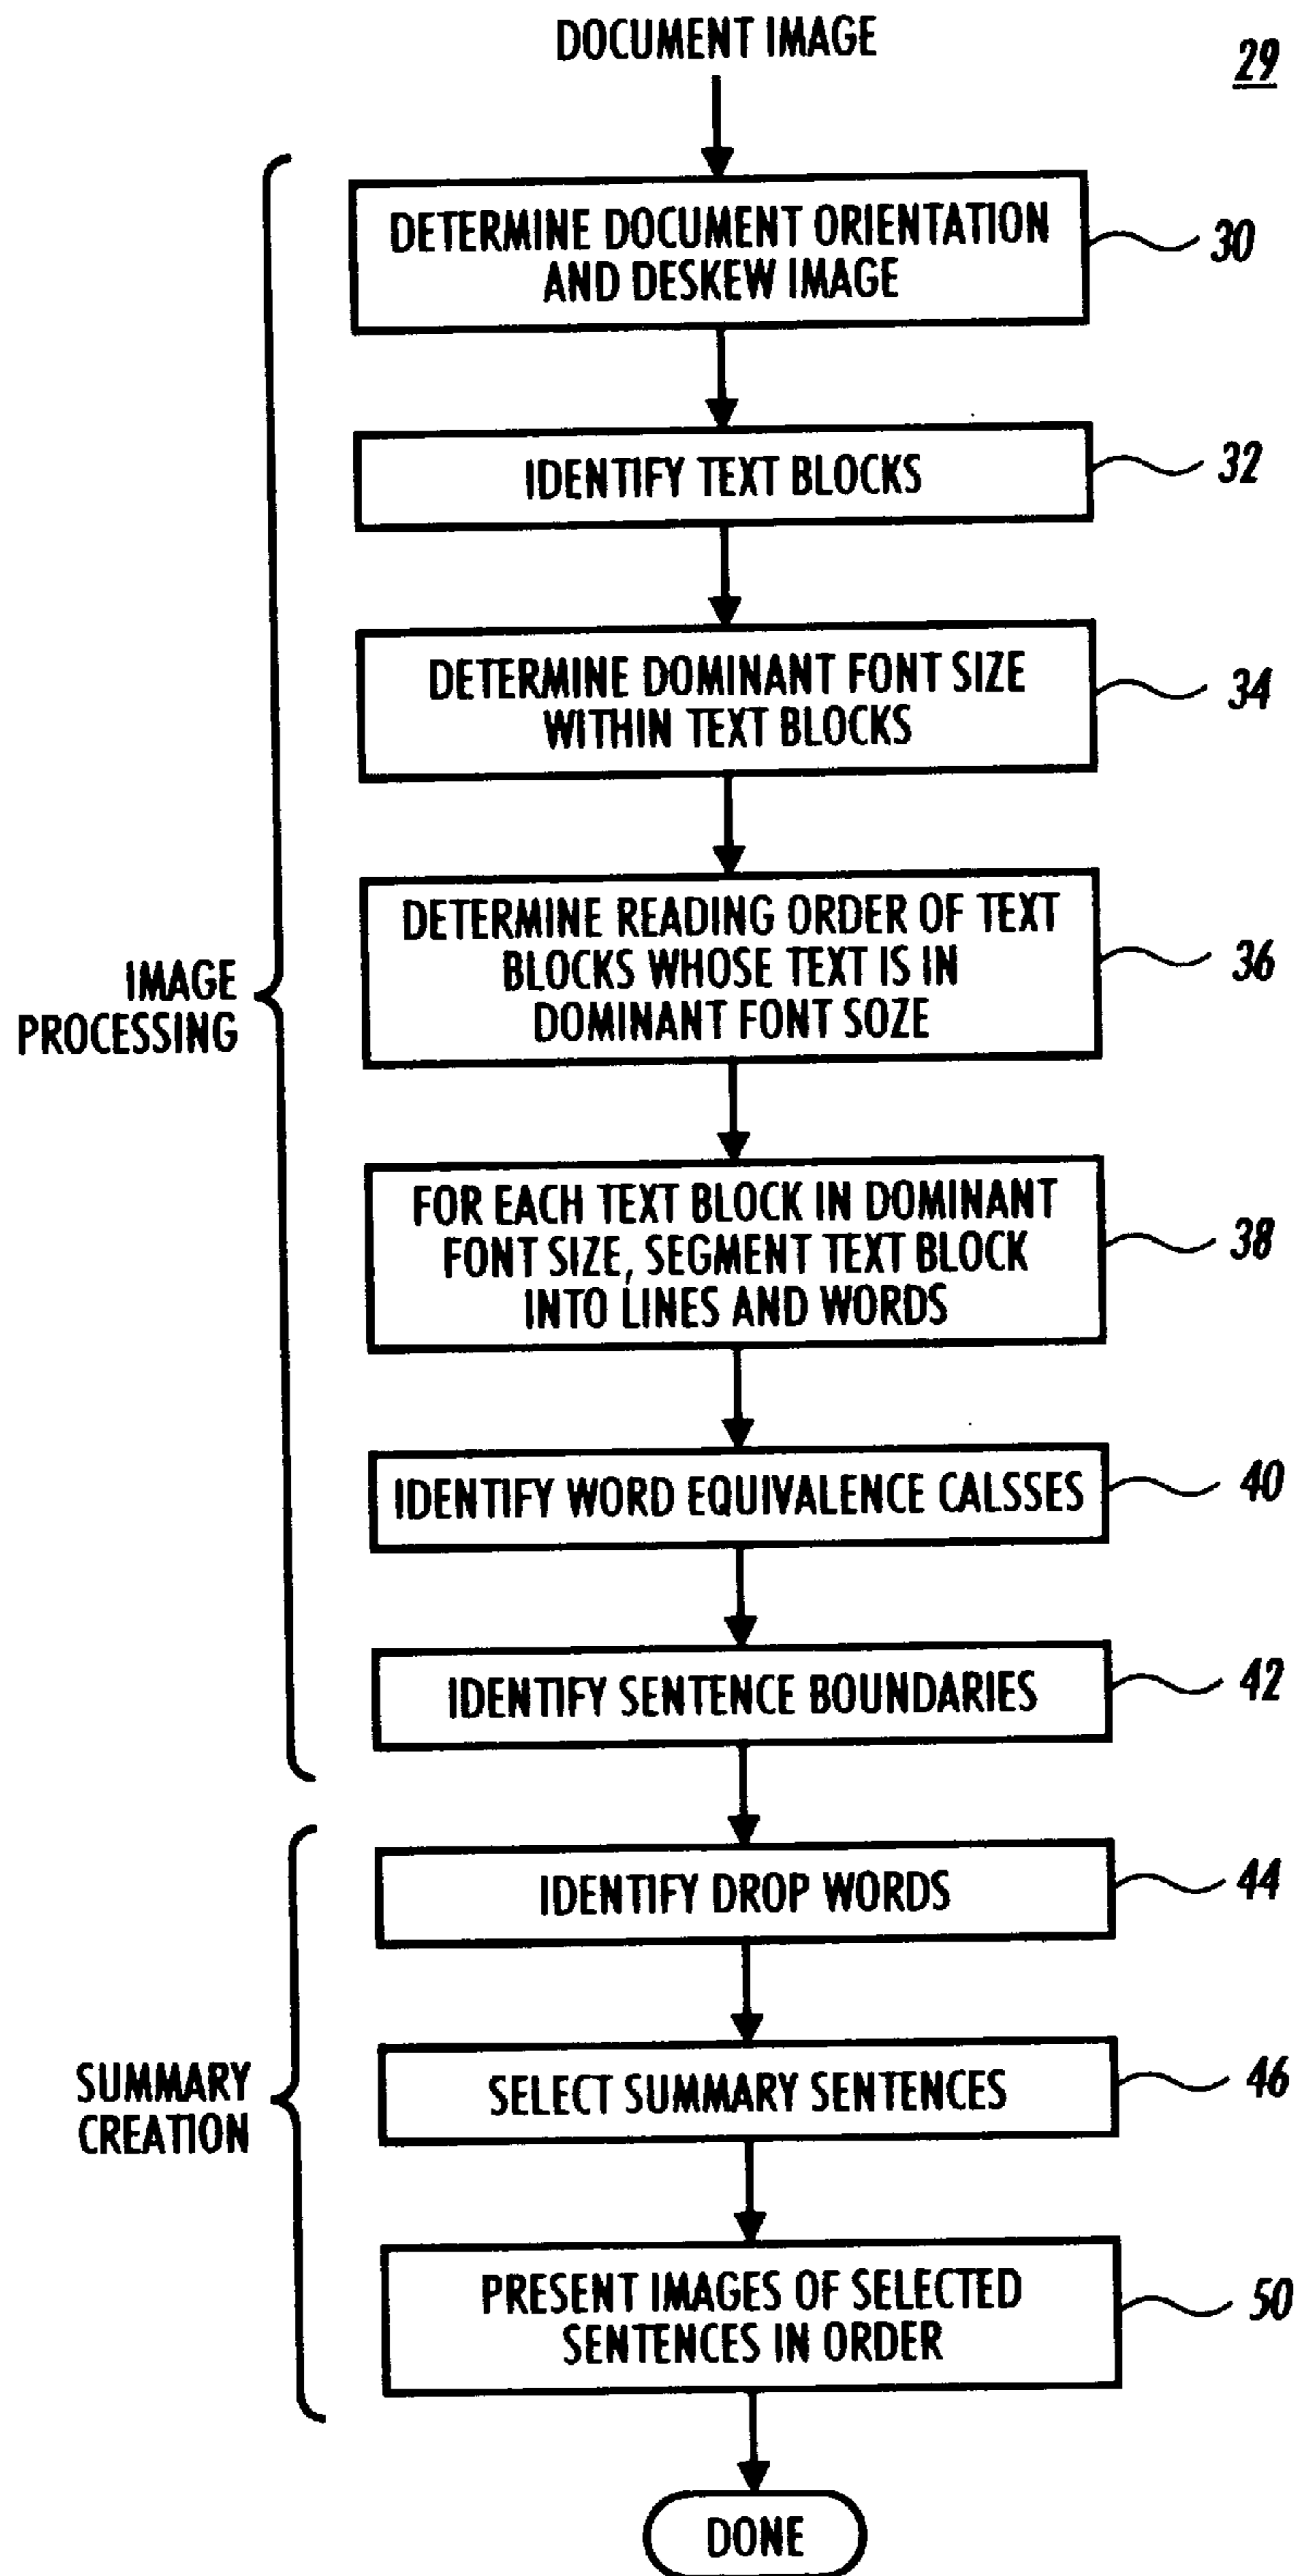 DOCUMENT IMAGE
29
DETERMINE DOCUMENT ORIENTATION
AND DESKEW IMAGE
30
IDENTIFY TEXT BLOCKS
32
DETERMINE DOMINANT FONT SIZE
WITHIN TEXT BLOCKS
34
DETERMINE READING ORDER OF TEXT
BLOCKS WHOSE TEXT IS IN
DOMINANT FONT SOZE
36
IMAGE
PROCESSING
FOR EACH TEXT BLOCK IN DOMINANT
FONT SIZE, SEGMENT TEXT BLOCK
INTO LINES AND WORDS
38
IDENTIFY WORD EQUIVALENCE CALSSES
40
IDENTIFY SENTENCE BOUNDARIES
42
IDENTIFY DROP WORDS
44
SELECT SUMMARY SENTENCES
46
SUMMARY
CREATION
PRESENT IMAGES OF SELECTED
SENTENCES IN ORDER
50
DONE